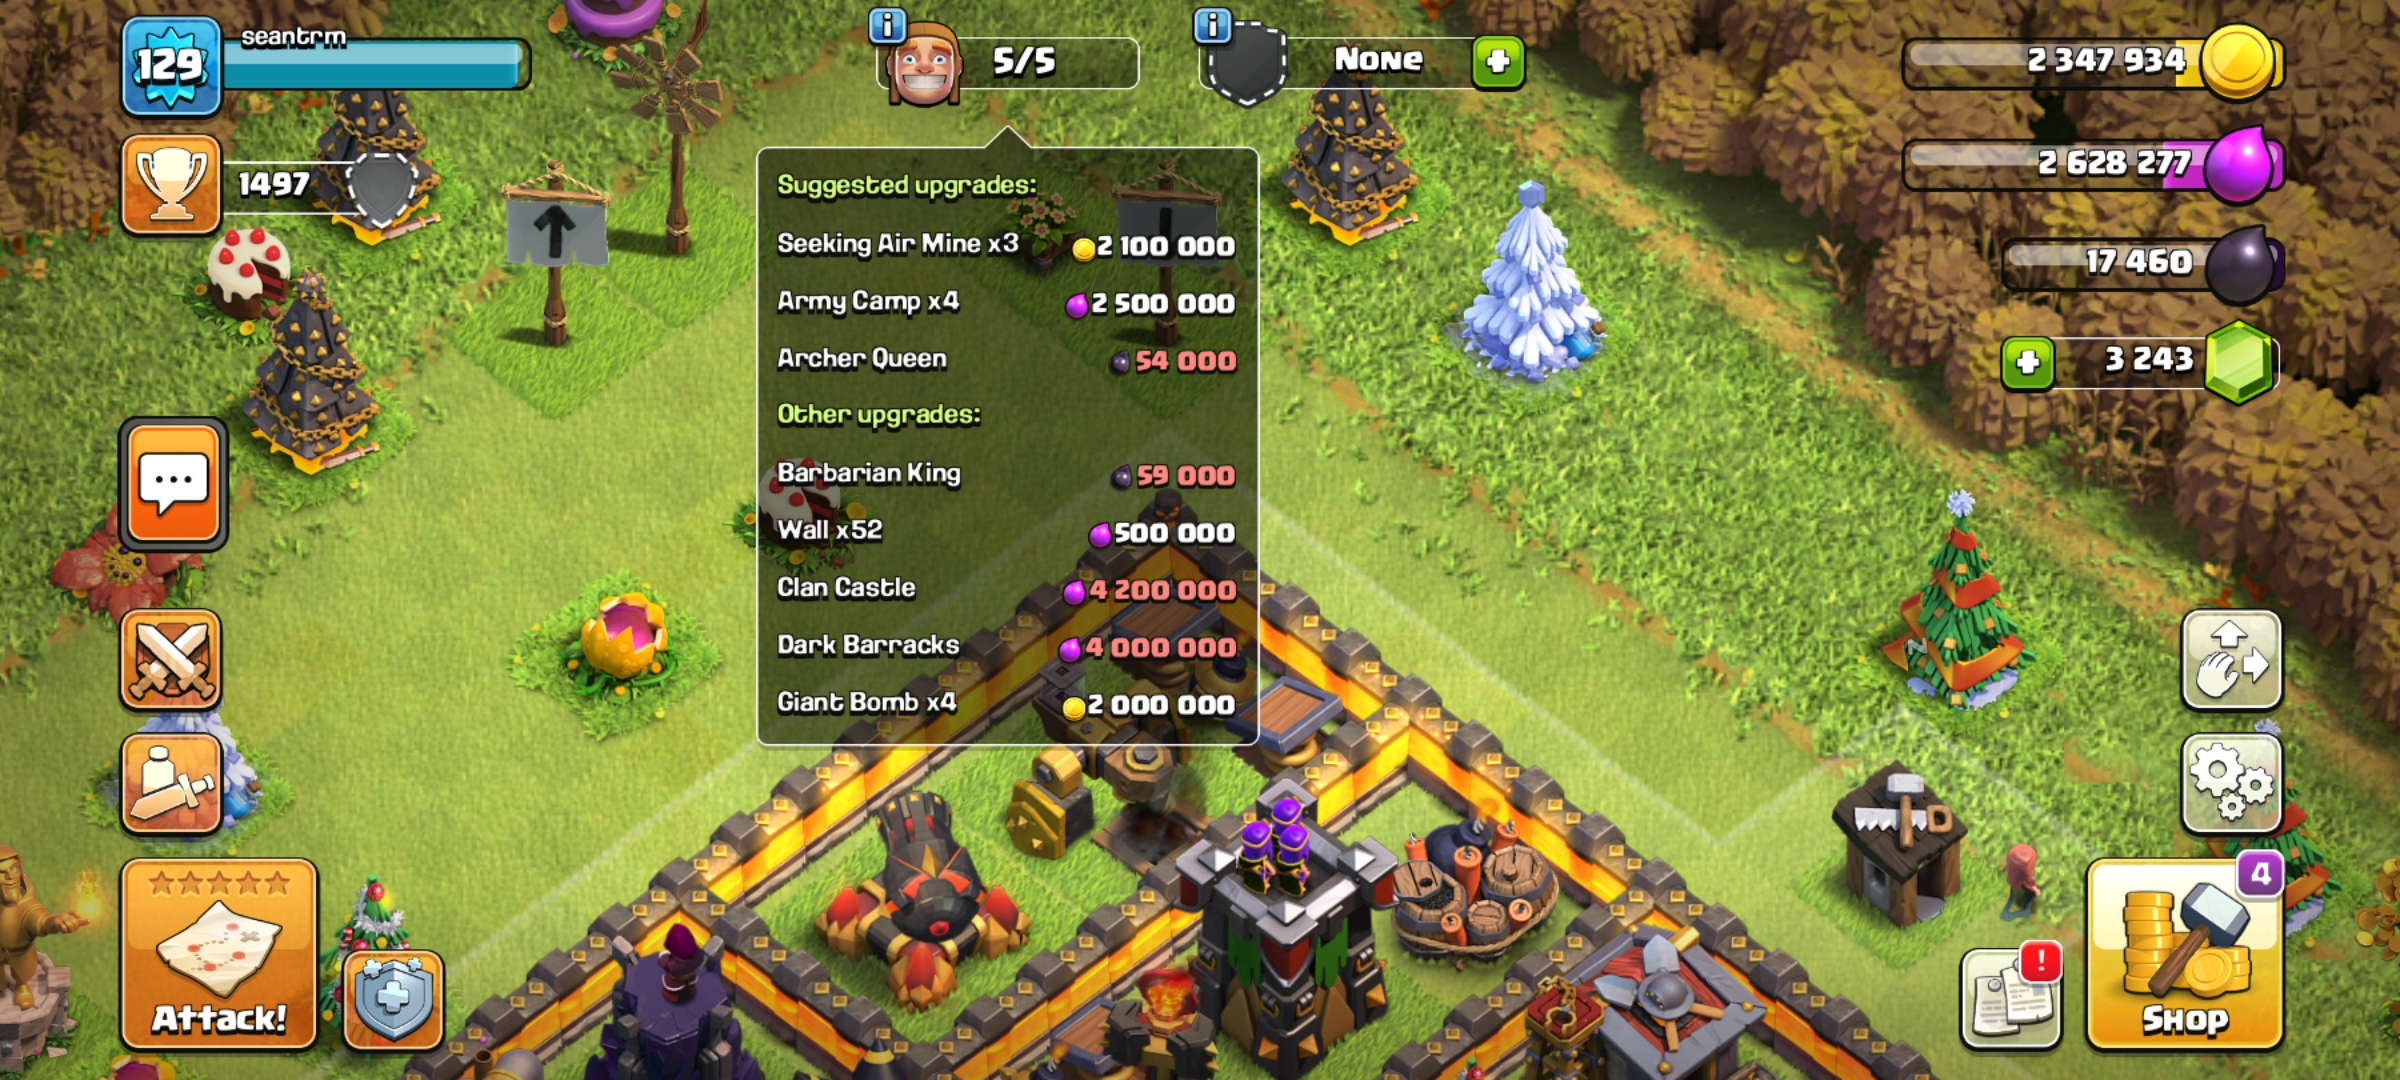 129
seantrm
5/5
None
2 347 934
1497
2 628 277
17 460
3 243
Suggested upgrades:
Seeking Air Mine x3 2 100 000
Army Camp x4 2 500 000
Archer Queen 54 000
Other upgrades:
Barbarian King 59 000
Wall x52 500 000
Clan Castle 4 200 000
Dark Barracks 4 000 000
Giant Bomb x4 2 000 000
Attack!
!
4
Shop